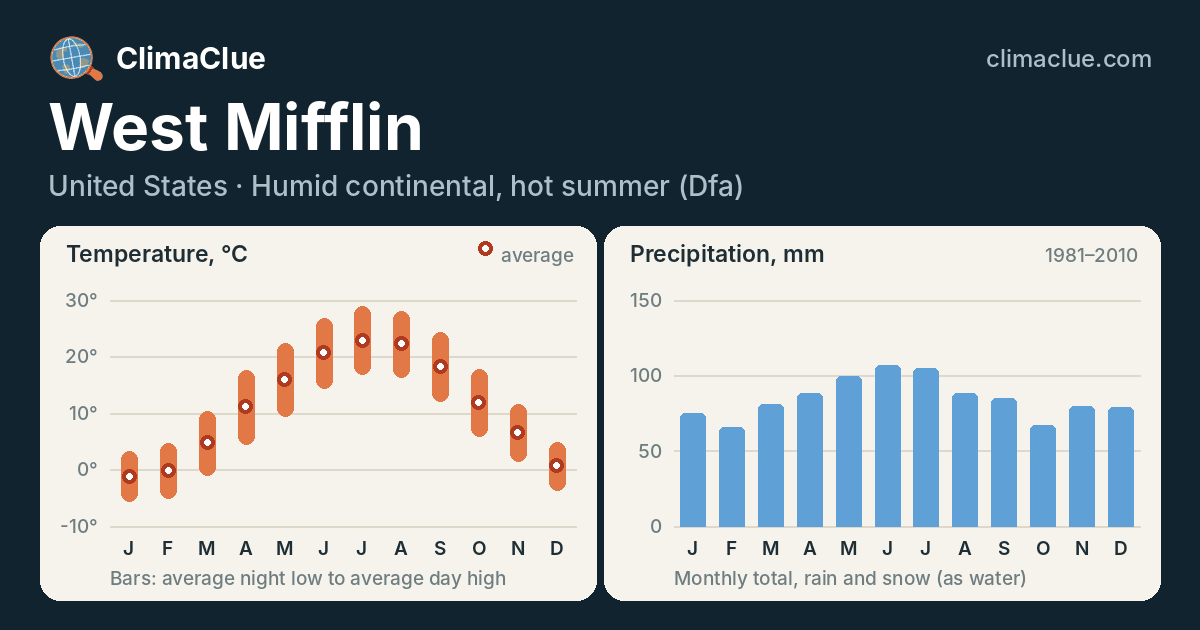 ClimaClue
climaclue.com
West Mifflin
United States · Humid continental, hot summer (Dfa)
Temperature, °C
average
30°
20°
10°
0°
-10°
J F M A M J J A S O N D
Bars: average night low to average day high
Precipitation, mm
1981–2010
150
100
50
0
J F M A M J J A S O N D
Monthly total, rain and snow (as water)